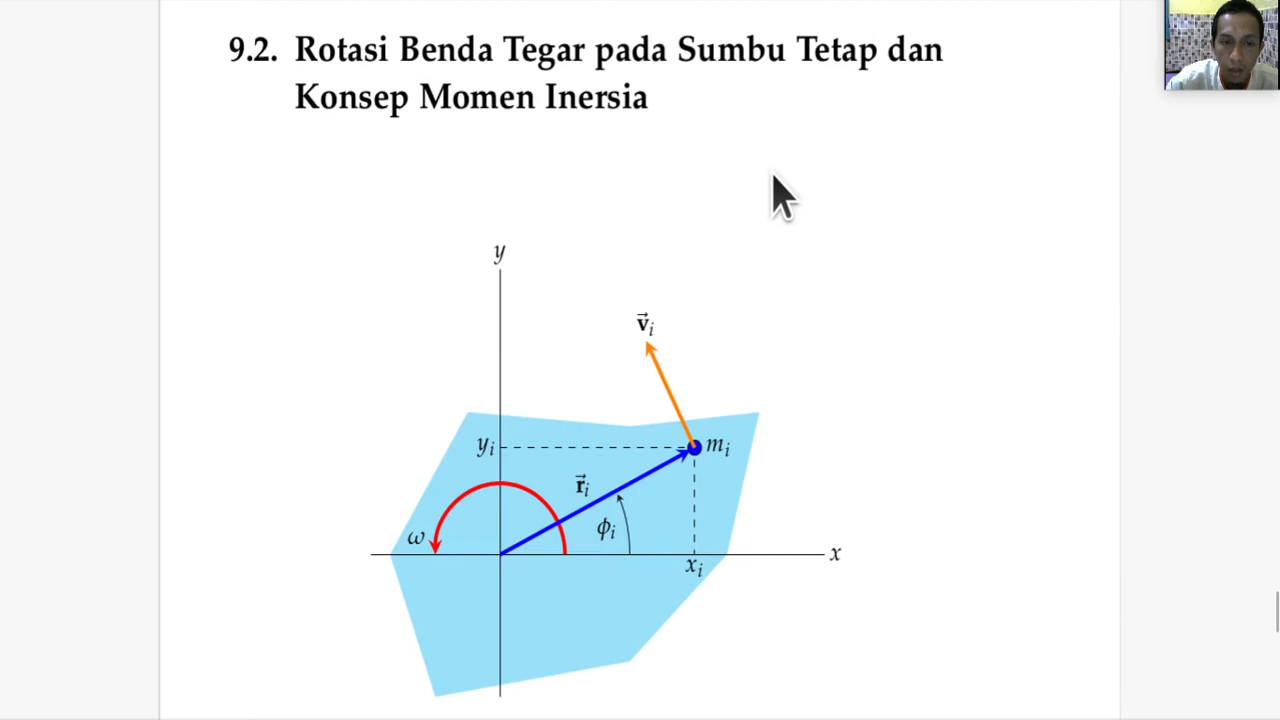 9.2. Rotasi Benda Tegar pada Sumbu Tetap dan
Konsep Momen Inersia
y
v⃗ᵢ
yᵢ
mᵢ
r⃗ᵢ
ω
ϕᵢ
x
xᵢ